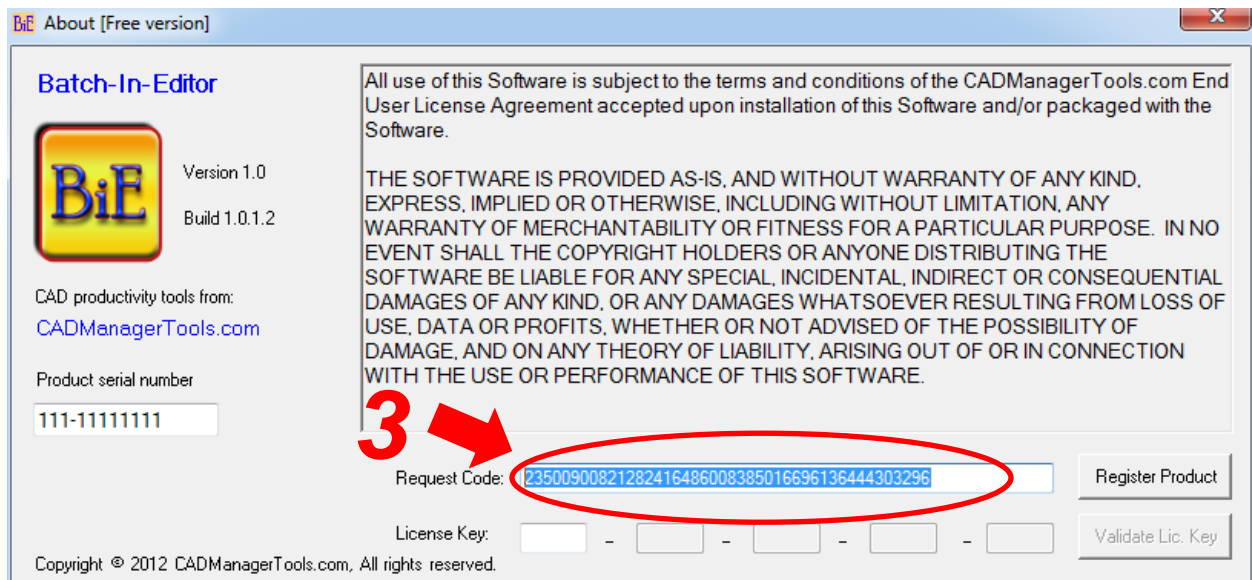 BiE About [Free version]
Batch-In-Editor
BiE
Version 1.0
Build 1.0.1.2
CAD productivity tools from:
CADManagerTools.com
Product serial number
111-11111111
All use of this Software is subject to the terms and conditions of the CADManagerTools.com End
User License Agreement accepted upon installation of this Software and/or packaged with the
Software.
THE SOFTWARE IS PROVIDED AS-IS, AND WITHOUT WARRANTY OF ANY KIND,
EXPRESS, IMPLIED OR OTHERWISE, INCLUDING WITHOUT LIMITATION, ANY
WARRANTY OF MERCHANTABILITY OR FITNESS FOR A PARTICULAR PURPOSE. IN NO
EVENT SHALL THE COPYRIGHT HOLDERS OR ANYONE DISTRIBUTING THE
SOFTWARE BE LIABLE FOR ANY SPECIAL, INCIDENTAL, INDIRECT OR CONSEQUENTIAL
DAMAGES OF ANY KIND, OR ANY DAMAGES WHATSOEVER RESULTING FROM LOSS OF
USE, DATA OR PROFITS, WHETHER OR NOT ADVISED OF THE POSSIBILITY OF
DAMAGE, AND ON ANY THEORY OF LIABILITY, ARISING OUT OF OR IN CONNECTION
WITH THE USE OR PERFORMANCE OF THIS SOFTWARE.
3
Request Code: 235009008212824164860083850166961364443032​96 Register Product
License Key: - - - - Validate Lic. Key
Copyright © 2012 CADManagerTools.com, All rights reserved.